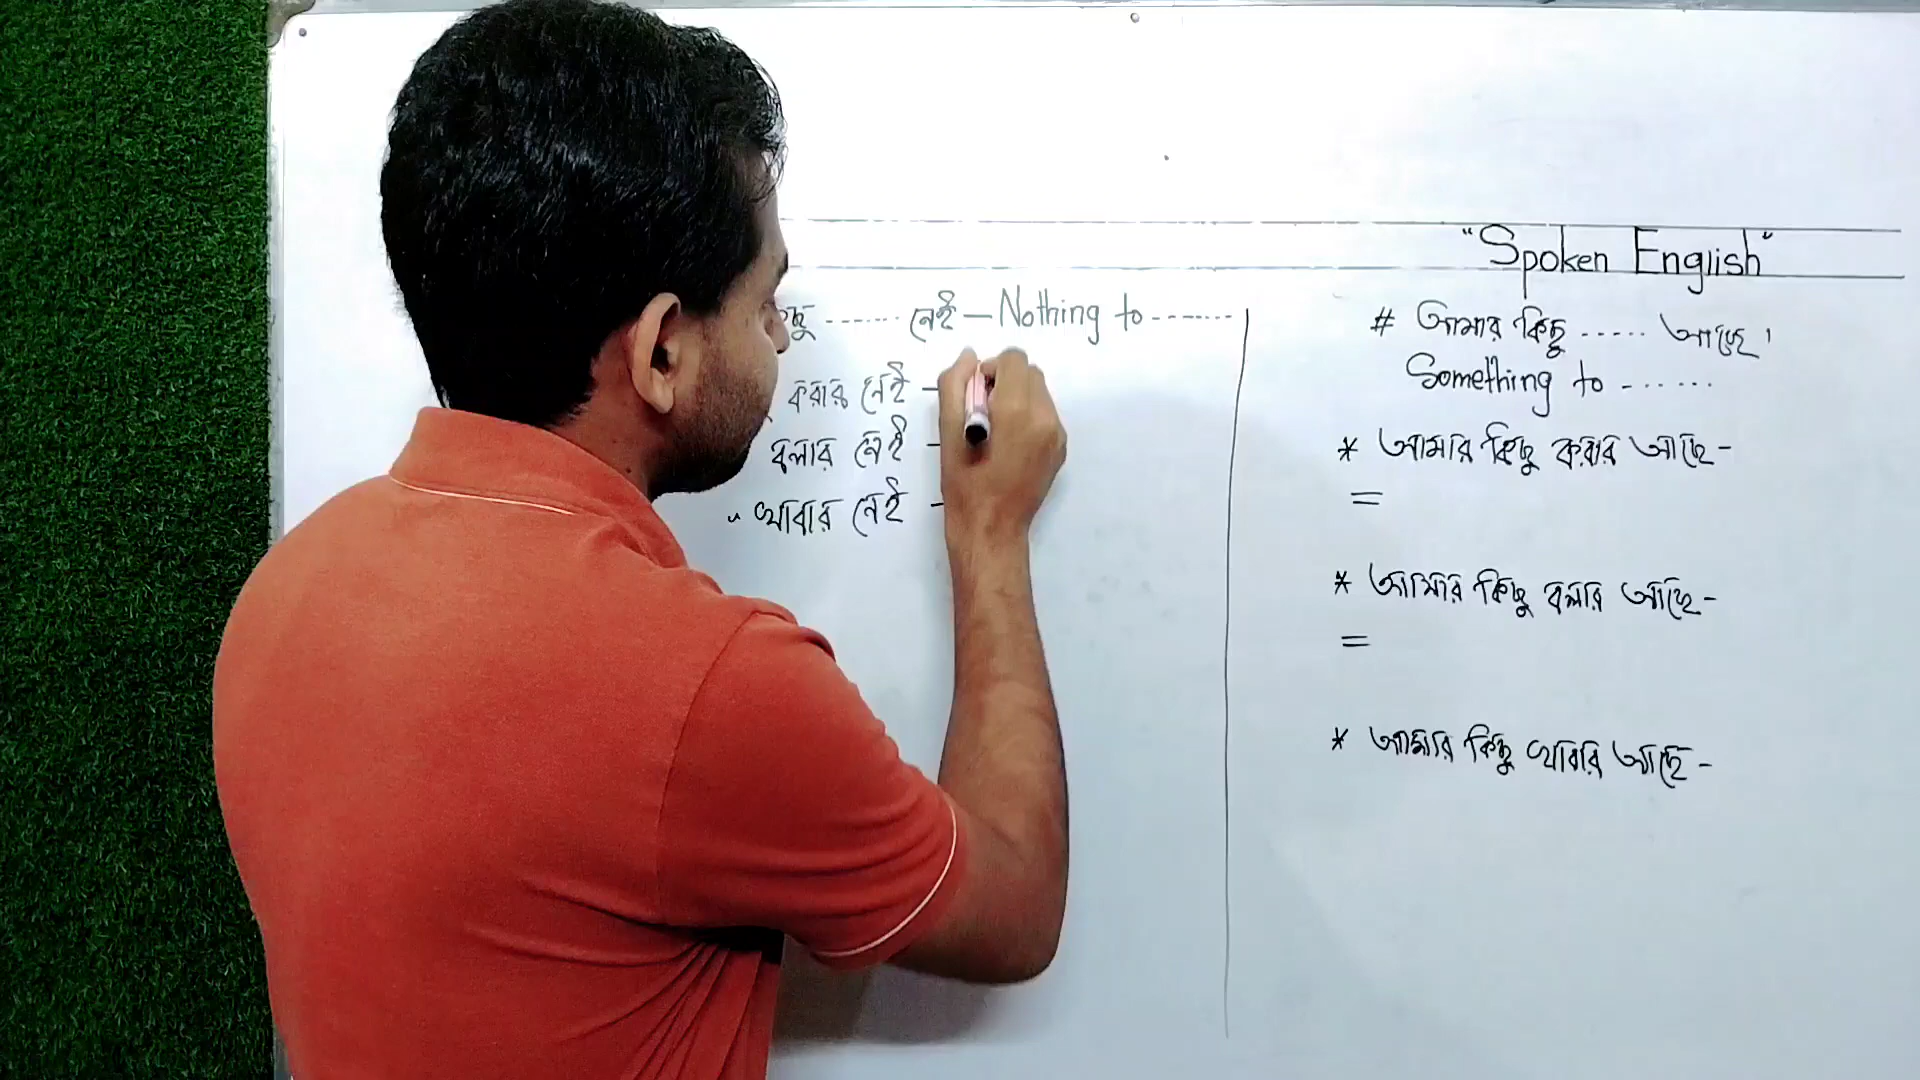 নেই — Nothing to -------
করার নেই -
বলার নেই -
" খাবার নেই -
"Spoken English"
# আমার কিছু ..... আছে।
Something to - ......
* আমার কিছু করার আছে -
=
* আমার কিছু বলার আছে -
=
* আমার কিছু খাবার আছে -